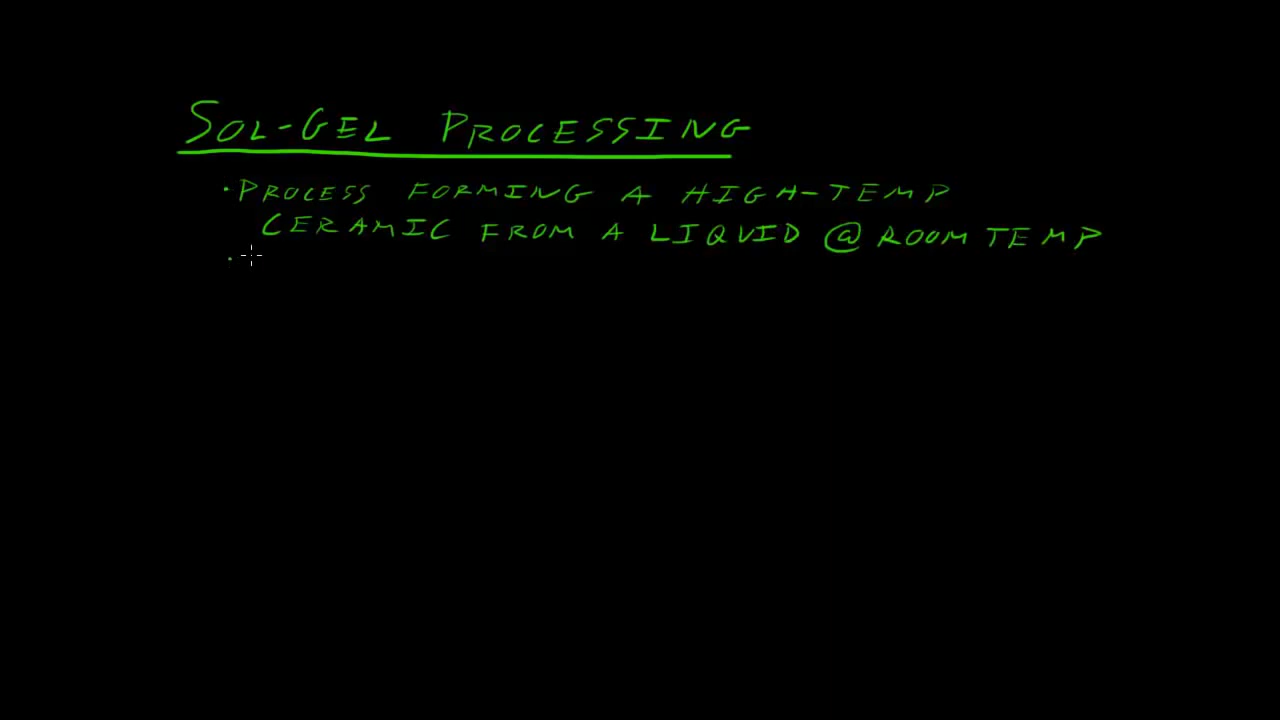 SOL-GEL PROCESSING
· PROCESS FORMING A HIGH-TEMP
CERAMIC FROM A LIQUID @ ROOM TEMP
·